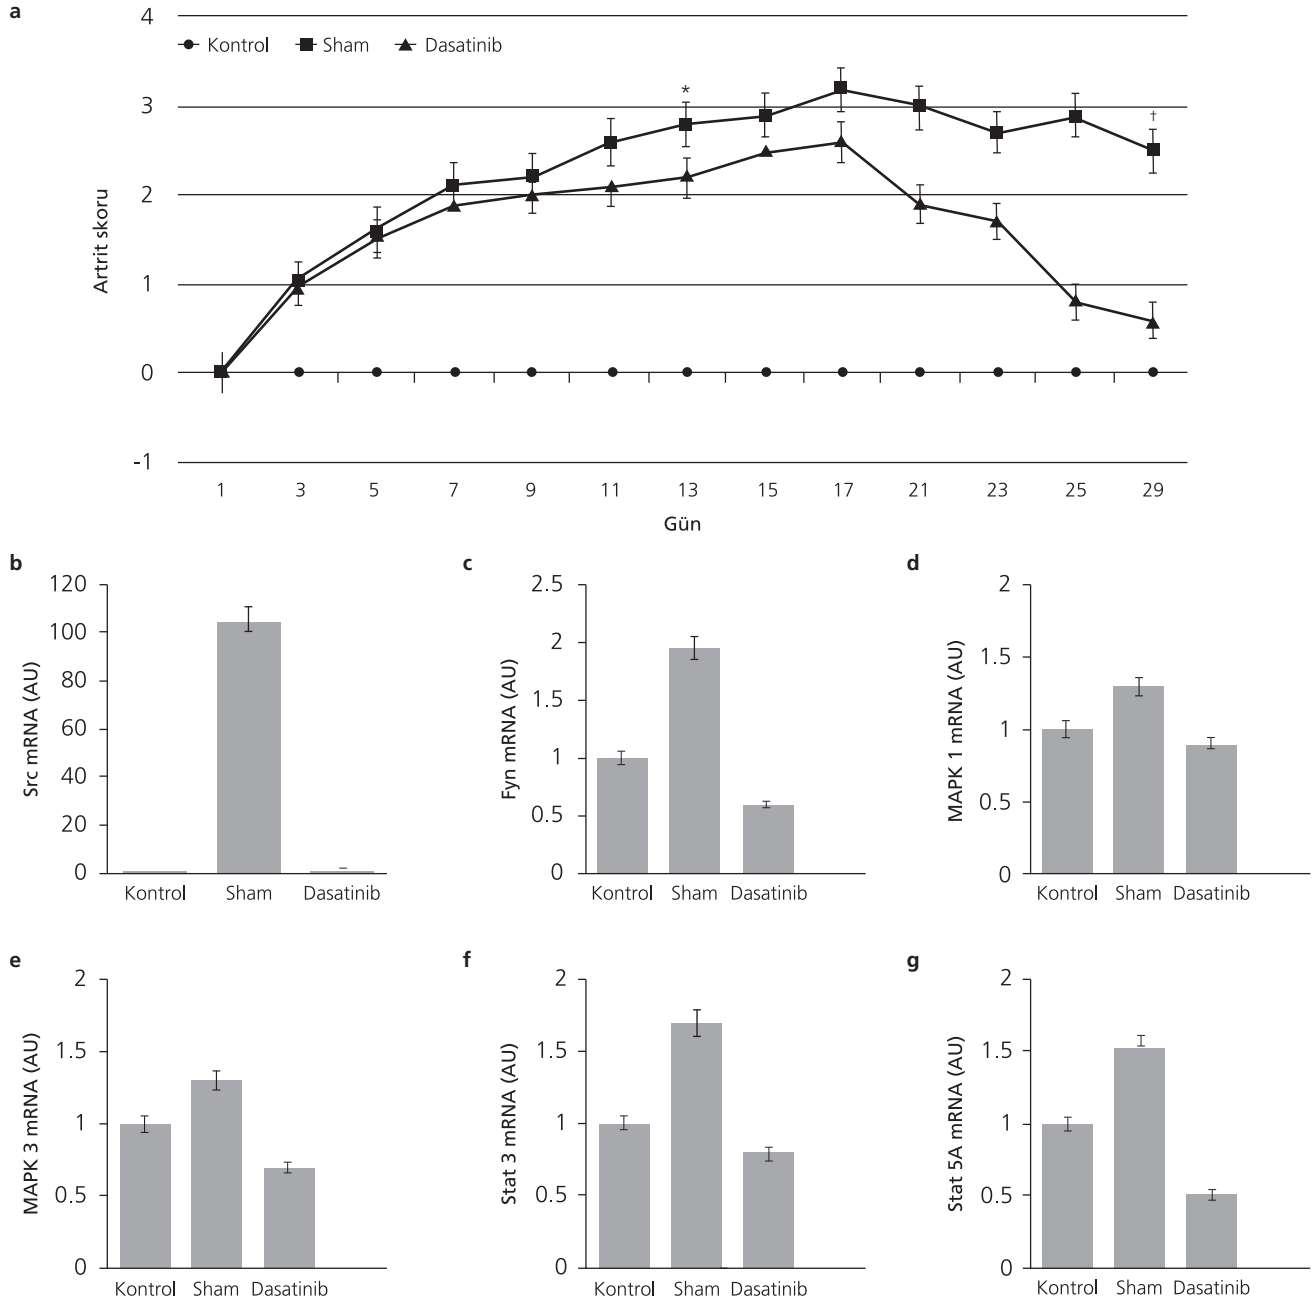 a
4
Kontrol Sham Dasatinib
*
3
†
2
Artrit skoru
1
0
-1
1 3 5 7 9 11 13 15 17 21 23 25 29
Gün
b
120
100
80
60
40
20
0
Src mRNA (AU)
Kontrol Sham Dasatinib
c
2.5
2
1.5
1
0.5
0
Fyn mRNA (AU)
Kontrol Sham Dasatinib
d
2
1.5
1
0.5
0
MAPK 1 mRNA (AU)
Kontrol Sham Dasatinib
e
2
1.5
1
0.5
0
MAPK 3 mRNA (AU)
Kontrol Sham Dasatinib
f
2
1.5
1
0.5
0
Stat 3 mRNA (AU)
Kontrol Sham Dasatinib
g
2
1.5
1
0.5
0
Stat 5A mRNA (AU)
Kontrol Sham Dasatinib